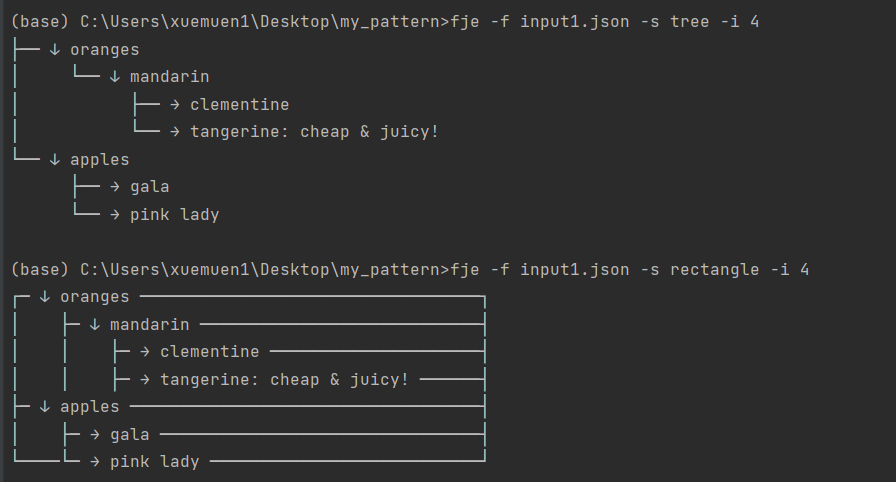 (base) C:\Users\xuemuen1\Desktop\my_pattern>fje -f input1.json -s tree -i 4
├── ↓ oranges
│     └── ↓ mandarin
│           ├── → clementine
│           └── → tangerine: cheap & juicy!
└── ↓ apples
      ├── → gala
      └── → pink lady

(base) C:\Users\xuemuen1\Desktop\my_pattern>fje -f input1.json -s rectangle -i 4
┌─ ↓ oranges ──────────────────────────────────┐
│    ├─ ↓ mandarin ────────────────────────────┤
│    │    ├─ → clementine ─────────────────────┤
│    │    ├─ → tangerine: cheap & juicy! ──────┤
├─ ↓ apples ───────────────────────────────────┤
│    ├─ → gala ────────────────────────────────┤
└────└─ → pink lady ───────────────────────────┘